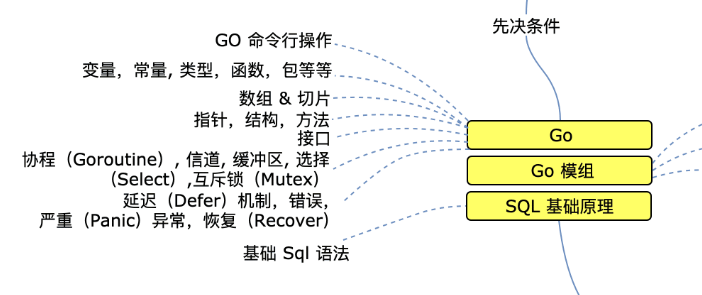 先决条件
GO 命令行操作
变量，常量, 类型，函数，包等等
数组 & 切片
指针，结构，方法
接口
协程（Goroutine）, 信道, 缓冲区, 选择
（Select）,互斥锁（Mutex）
延迟（Defer）机制，错误，
严重（Panic）异常，恢复（Recover）
基础 Sql 语法
Go
Go 模组
SQL 基础原理